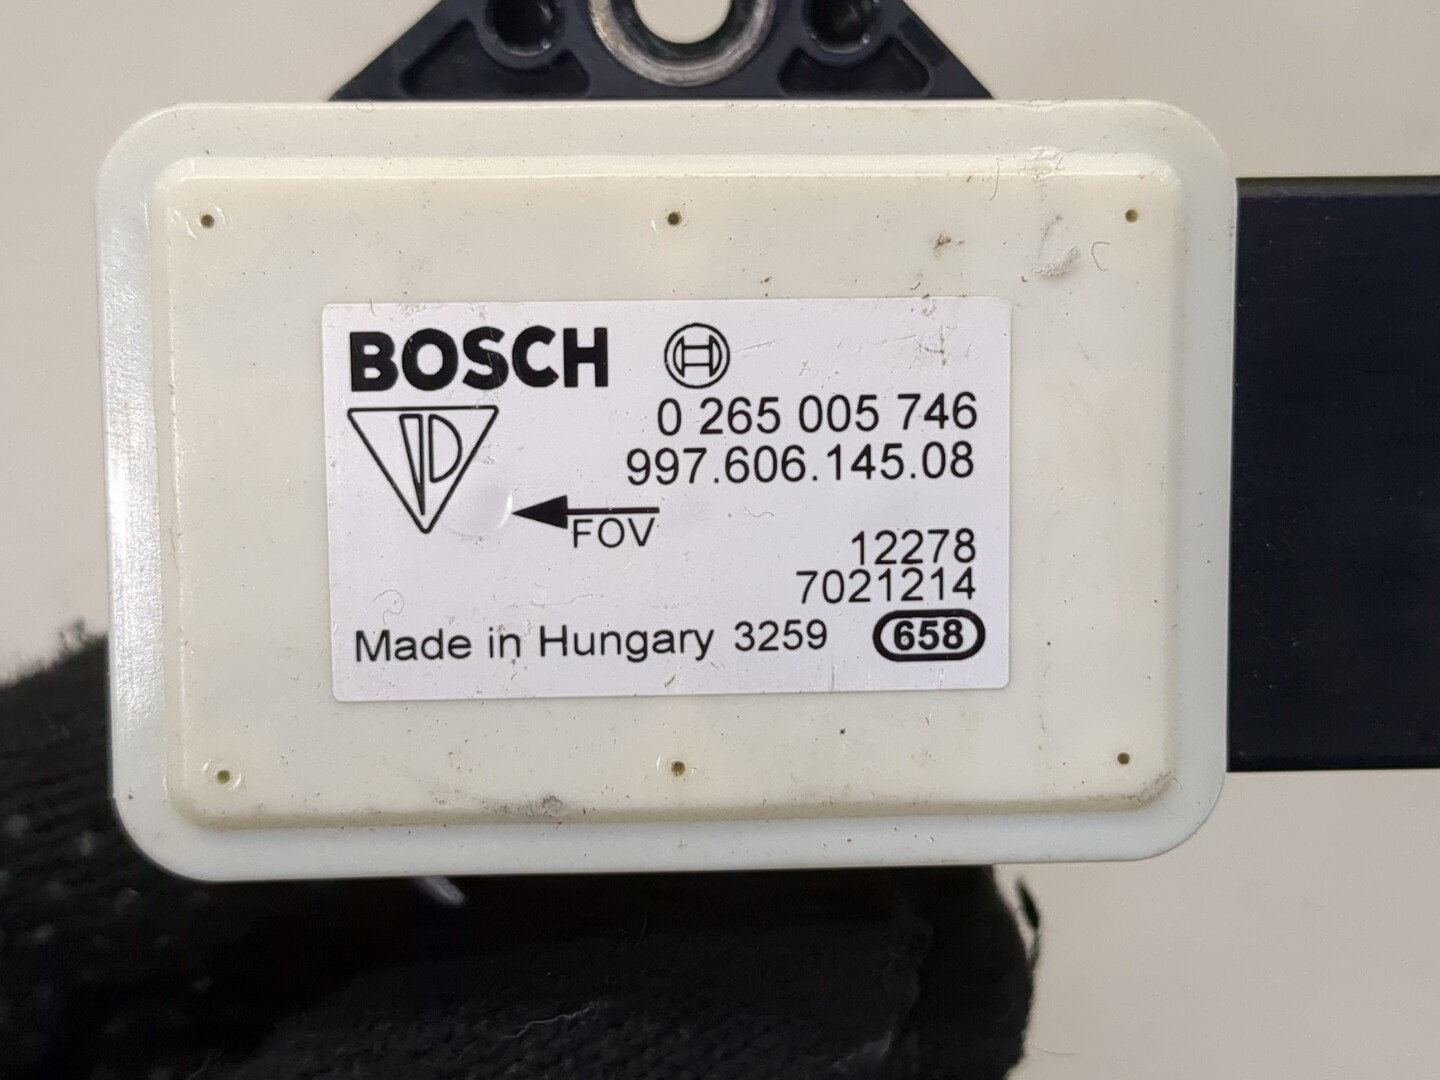 BOSCH
0 265 005 746
997.606.145.08
FOV
12278
7021214
Made in Hungary 3259 658